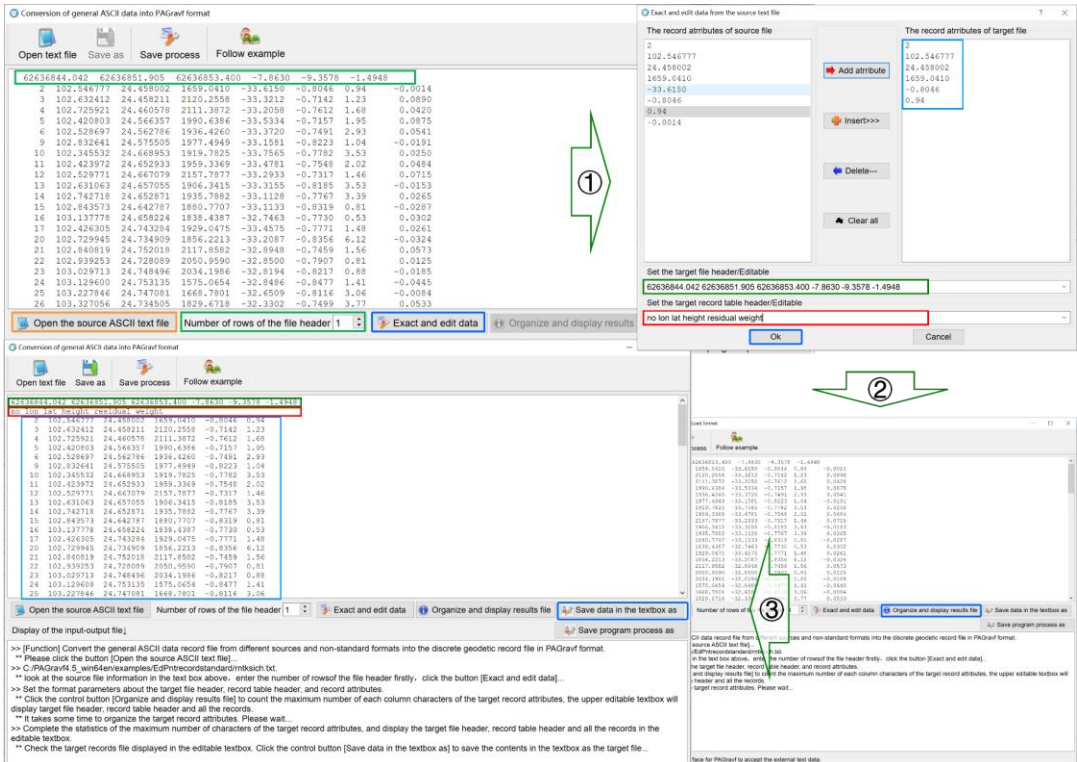 Conversion of general ASCII data into PAGravf format
Open text file Save as Save process Follow example
62636844.042 62636851.905 62636853.400 -7.8630 -9.3578 -1.4948
2 102.546777 24.458002 1659.0410 -33.6150 -0.8046 0.94 -0.0014
3 102.632412 24.458211 2120.2558 -33.3212 -0.7142 1.23 0.0890
4 102.725921 24.460578 2111.3872 -33.2058 -0.7612 1.68 0.0420
5 102.420803 24.566357 1990.6386 -33.5334 -0.7157 1.95 0.0875
6 102.528697 24.562786 1936.4260 -33.3720 -0.7491 2.93 0.0541
9 102.832641 24.575505 1977.4949 -33.1581 -0.8223 1.04 -0.0191
10 102.345532 24.668953 1919.7825 -33.7565 -0.7782 3.53 0.0250
11 102.423972 24.652933 1959.3369 -33.4781 -0.7548 2.02 0.0484
12 102.529771 24.667079 2157.7877 -33.2933 -0.7317 1.46 0.0715
13 102.631063 24.657055 1906.3415 -33.3155 -0.8185 3.53 -0.0153
14 102.742718 24.652871 1935.7882 -33.1128 -0.7767 3.39 0.0265
15 102.843573 24.642787 1880.7707 -33.1133 -0.8319 0.81 -0.0287
16 103.137778 24.658224 1838.4387 -32.7463 -0.7730 0.53 0.0302
17 102.426305 24.743284 1929.0475 -33.4575 -0.7771 1.48 0.0261
20 102.729945 24.734909 1856.2213 -33.2087 -0.8356 6.12 -0.0324
21 102.840819 24.752018 2117.8582 -32.8948 -0.7459 1.56 0.0573
22 102.939253 24.728089 2050.9590 -32.8500 -0.7907 0.81 0.0125
23 103.029713 24.748496 2034.1986 -32.8194 -0.8217 0.88 -0.0185
24 103.129600 24.753135 1575.0654 -32.8486 -0.8477 1.41 -0.0445
25 103.227846 24.747081 1668.7801 -32.6509 -0.8116 3.06 -0.0084
26 103.327056 24.734505 1829.6718 -32.3302 -0.7499 3.77 0.0533
Open the source ASCII text file Number of rows of the file header 1 Exact and edit data Organize and display results
①
Exact and edit data from the source text file ? ×
The record atrributes of source file The record atrributes of target file
2 2
102.546777 102.546777
24.458002 24.458002
1659.0410 1659.0410
-33.6150 -0.8046
-0.8046 0.94
0.94
-0.0014
Add atrribute
Insert>>>
Delete---
Clear all
Set the target file header/Editable
62636844.042 62636851.905 62636853.400 -7.8630 -9.3578 -1.4948
Set the target record table header/Editable
no lon lat height residual weight
Ok Cancel
②
Conversion of general ASCII data into PAGravf format
Open text file Save as Save process Follow example
62636844.042 62636851.905 62636853.400 -7.8630 -9.3578 -1.4948
no lon lat height residual weight
2 102.546777 24.458002 1659.0410 -0.8046 0.94
3 102.632412 24.458211 2120.2558 -0.7142 1.23
4 102.725921 24.460578 2111.3872 -0.7612 1.68
5 102.420803 24.566357 1990.6386 -0.7157 1.95
6 102.528697 24.562786 1936.4260 -0.7491 2.93
9 102.832641 24.575505 1977.4949 -0.8223 1.04
10 102.345532 24.668953 1919.7825 -0.7782 3.53
11 102.423972 24.652933 1959.3369 -0.7548 2.02
12 102.529771 24.667079 2157.7877 -0.7317 1.46
13 102.631063 24.657055 1906.3415 -0.8185 3.53
14 102.742718 24.652871 1935.7882 -0.7767 3.39
15 102.843573 24.642787 1880.7707 -0.8319 0.81
16 103.137778 24.658224 1838.4387 -0.7730 0.53
17 102.426305 24.743284 1929.0475 -0.7771 1.48
20 102.729945 24.734909 1856.2213 -0.8356 6.12
21 102.840819 24.752018 2117.8582 -0.7459 1.56
22 102.939253 24.728089 2050.9590 -0.7907 0.81
23 103.029713 24.748496 2034.1986 -0.8217 0.88
24 103.129600 24.753135 1575.0654 -0.8477 1.41
25 103.227846 24.747081 1668.7801 -0.8116 3.06
Open the source ASCII text file Number of rows of the file header 1 Exact and edit data Organize and display results file Save data in the textbox as
Display of the input-output file↓ Save program process as
>> [Function] Convert the general ASCII data record file from different sources and non-standard formats into the discrete geodetic record file in PAGravf format.
** Please click the button [Open the source ASCII text file]...
>> C:/PAGravf4.5_win64en/examples/EdPntrecordstandard/rntksich.txt.
** look at the source file information in the text box above，enter the number of rowsof the file header firstly，click the button [Exact and edit data]...
>> Set the format parameters about the target file header, record table header, and record attributes.
** Click the control button [Organize and display results file] to count the maximum number of each column characters of the target record attributes, the upper editable textbox will
display target file header, record table header and all the records.
** It takes some time to organize the target record attributes. Please wait...
>> Complete the statistics of the maximum number of characters of the target record attributes, and display the target file header, record table header and all the records in the
editable textbox.
** Check the target records file displayed in the editable textbox. Click the control button [Save data in the textbox as] to save the contents in the textbox as the target file...
③
Follow example
Number of rows of the file header 1 Exact and edit data Organize and display results file Save data in the textbox as
Save program process as